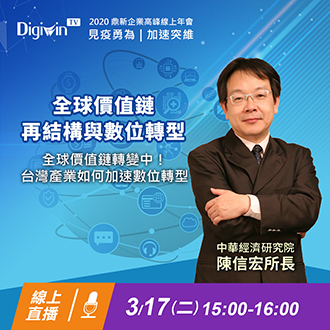 Digiwin TV
2020 鼎新企業高峰線上年會
見疫勇為 | 加速突維
全球價值鏈
再結構與數位轉型
全球價值鏈轉變中！
台灣產業如何加速數位轉型
中華經濟研究院
陳信宏所長
線上
直播
3/17(二) 15:00-16:00